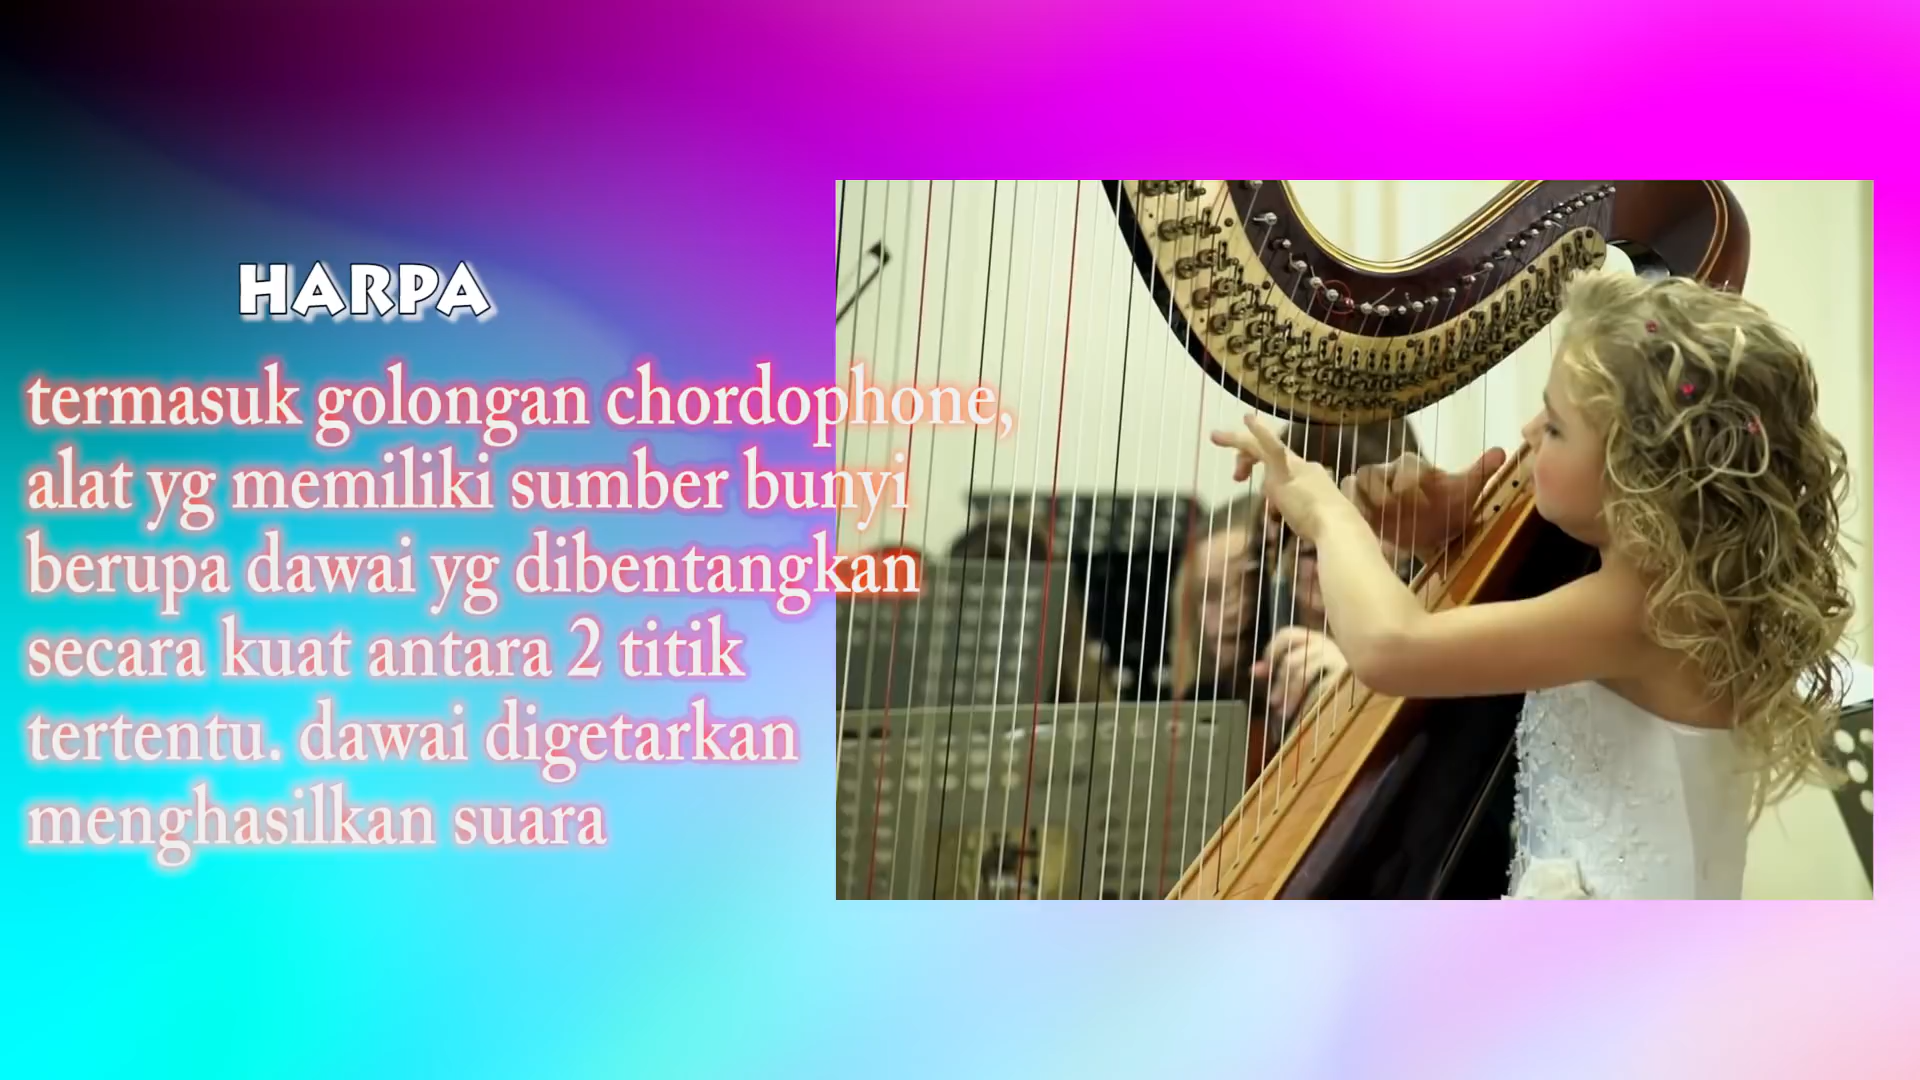 HARPA
termasuk golongan chordophone,
alat yg memiliki sumber bunyi
berupa dawai yg dibentangkan
secara kuat antara 2 titik
tertentu. dawai digetarkan
menghasilkan suara